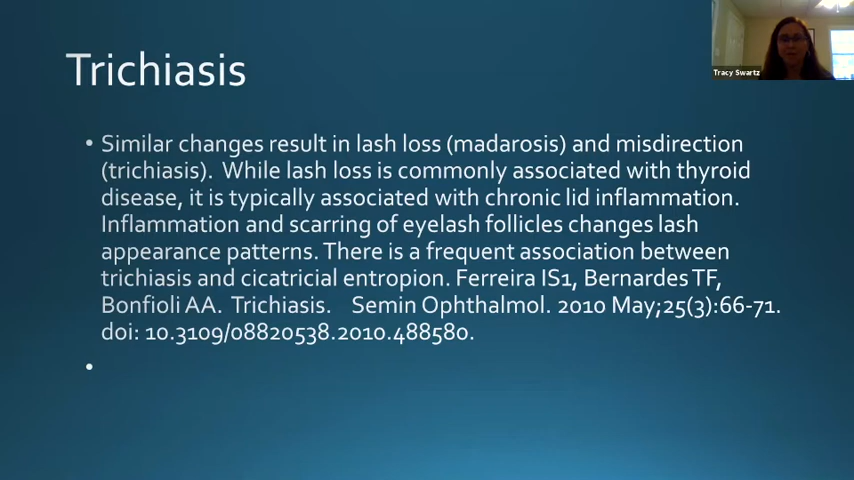 Trichiasis
Tracy Swartz
• Similar changes result in lash loss (madarosis) and misdirection
(trichiasis). While lash loss is commonly associated with thyroid
disease, it is typically associated with chronic lid inflammation.
Inflammation and scarring of eyelash follicles changes lash
appearance patterns. There is a frequent association between
trichiasis and cicatricial entropion. Ferreira IS1, Bernardes TF,
Bonfioli AA. Trichiasis. Semin Ophthalmol. 2010 May;25(3):66-71.
doi: 10.3109/08820538.2010.488580.
•